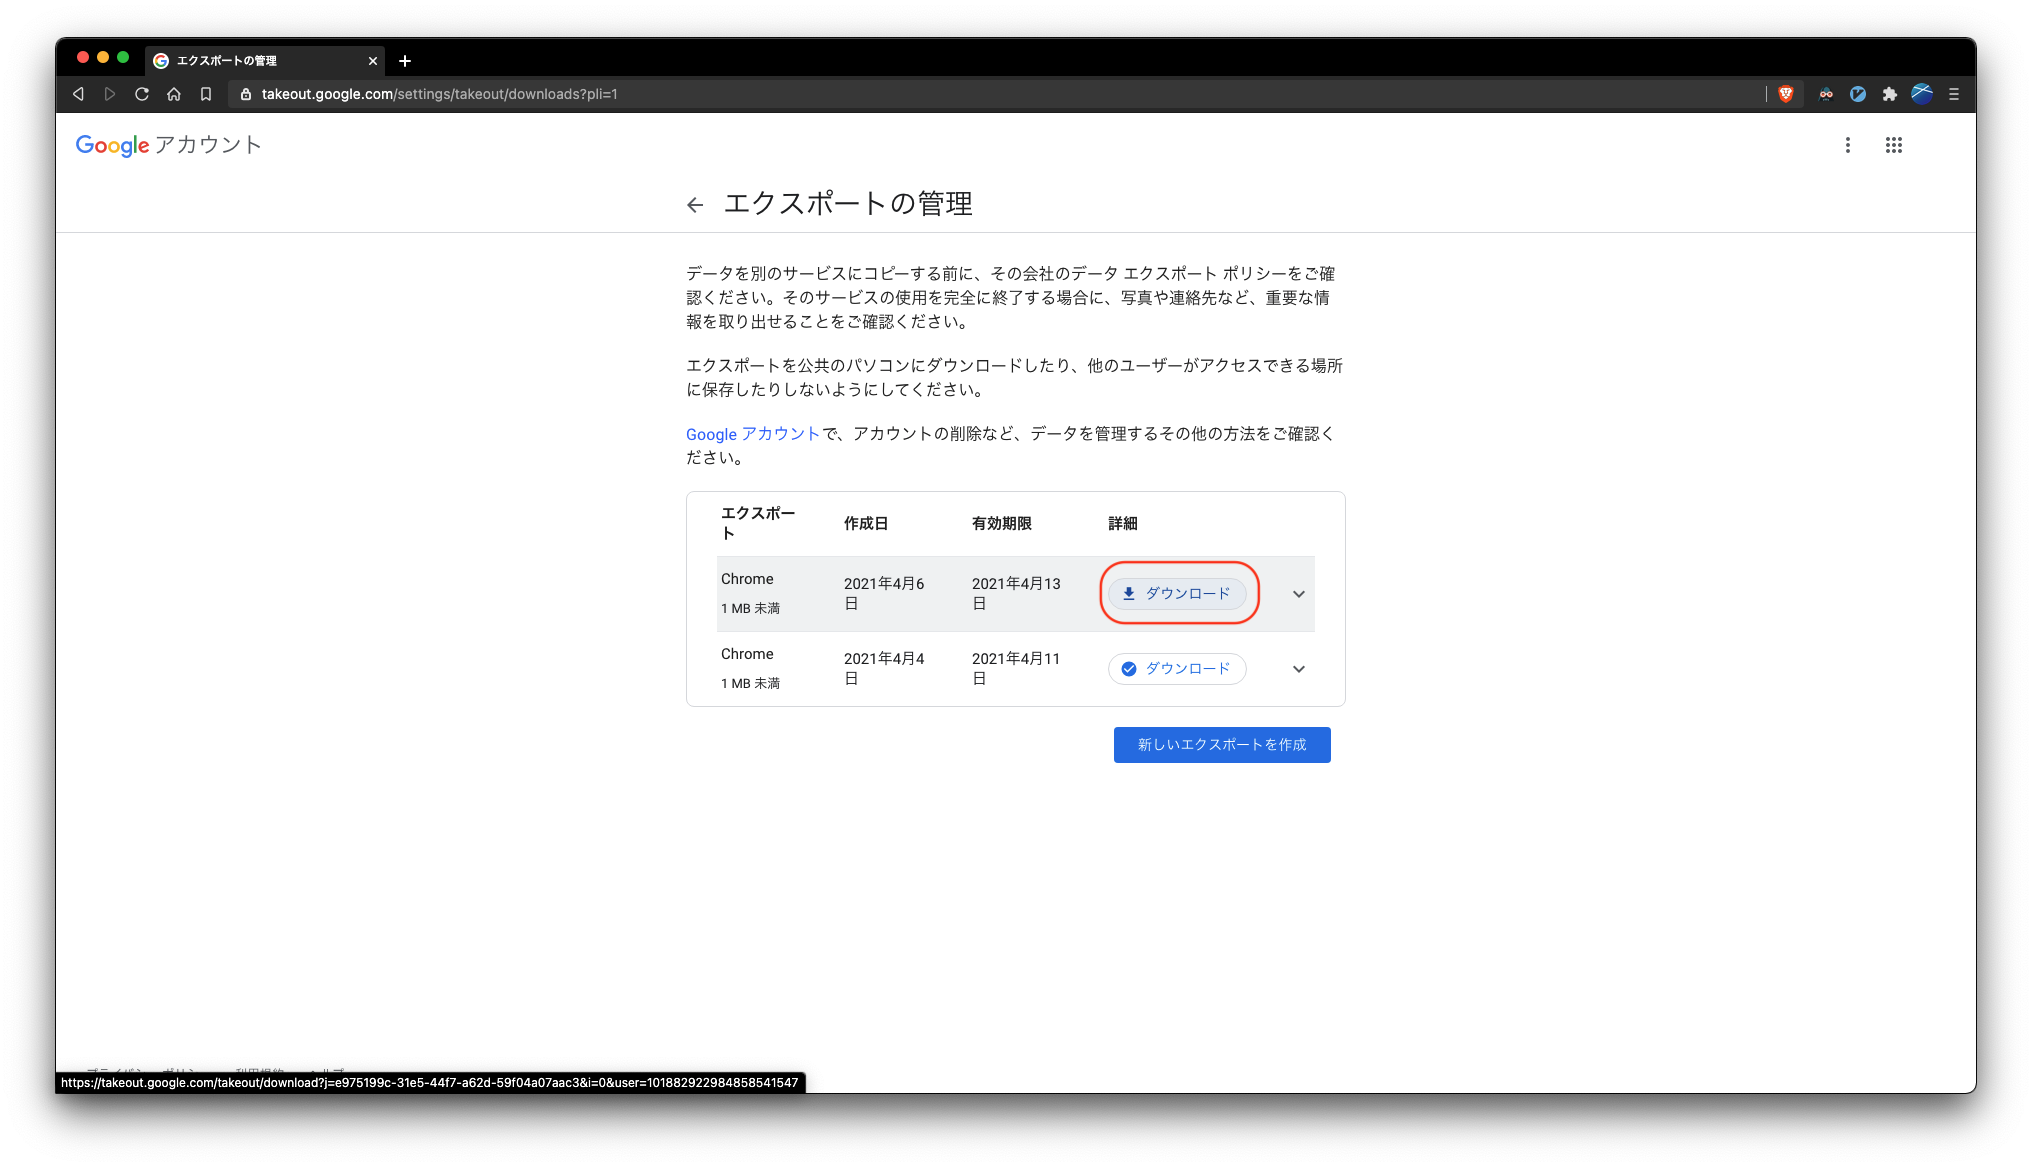 エクスポートの管理
takeout.google.com/settings/takeout/downloads?pli=1
Google アカウント
エクスポートの管理
データを別のサービスにコピーする前に、その会社のデータ エクスポート ポリシーをご確
認ください。そのサービスの使用を完全に終了する場合に、写真や連絡先など、重要な情
報を取り出せることをご確認ください。
エクスポートを公共のパソコンにダウンロードしたり、他のユーザーがアクセスできる場所
に保存したりしないようにしてください。
Google アカウントで、アカウントの削除など、データを管理するその他の方法をご確認く
ださい。
エクスポー
ト
作成日
有効期限
詳細
Chrome
1 MB 未満
2021年4月6
日
2021年4月13
日
ダウンロード
Chrome
1 MB 未満
2021年4月4
日
2021年4月11
日
ダウンロード
新しいエクスポートを作成
https://takeout.google.com/takeout/download?j=e975199c-31e5-44f7-a62d-59f04a07aac3&i=0&user=101882922984858541547